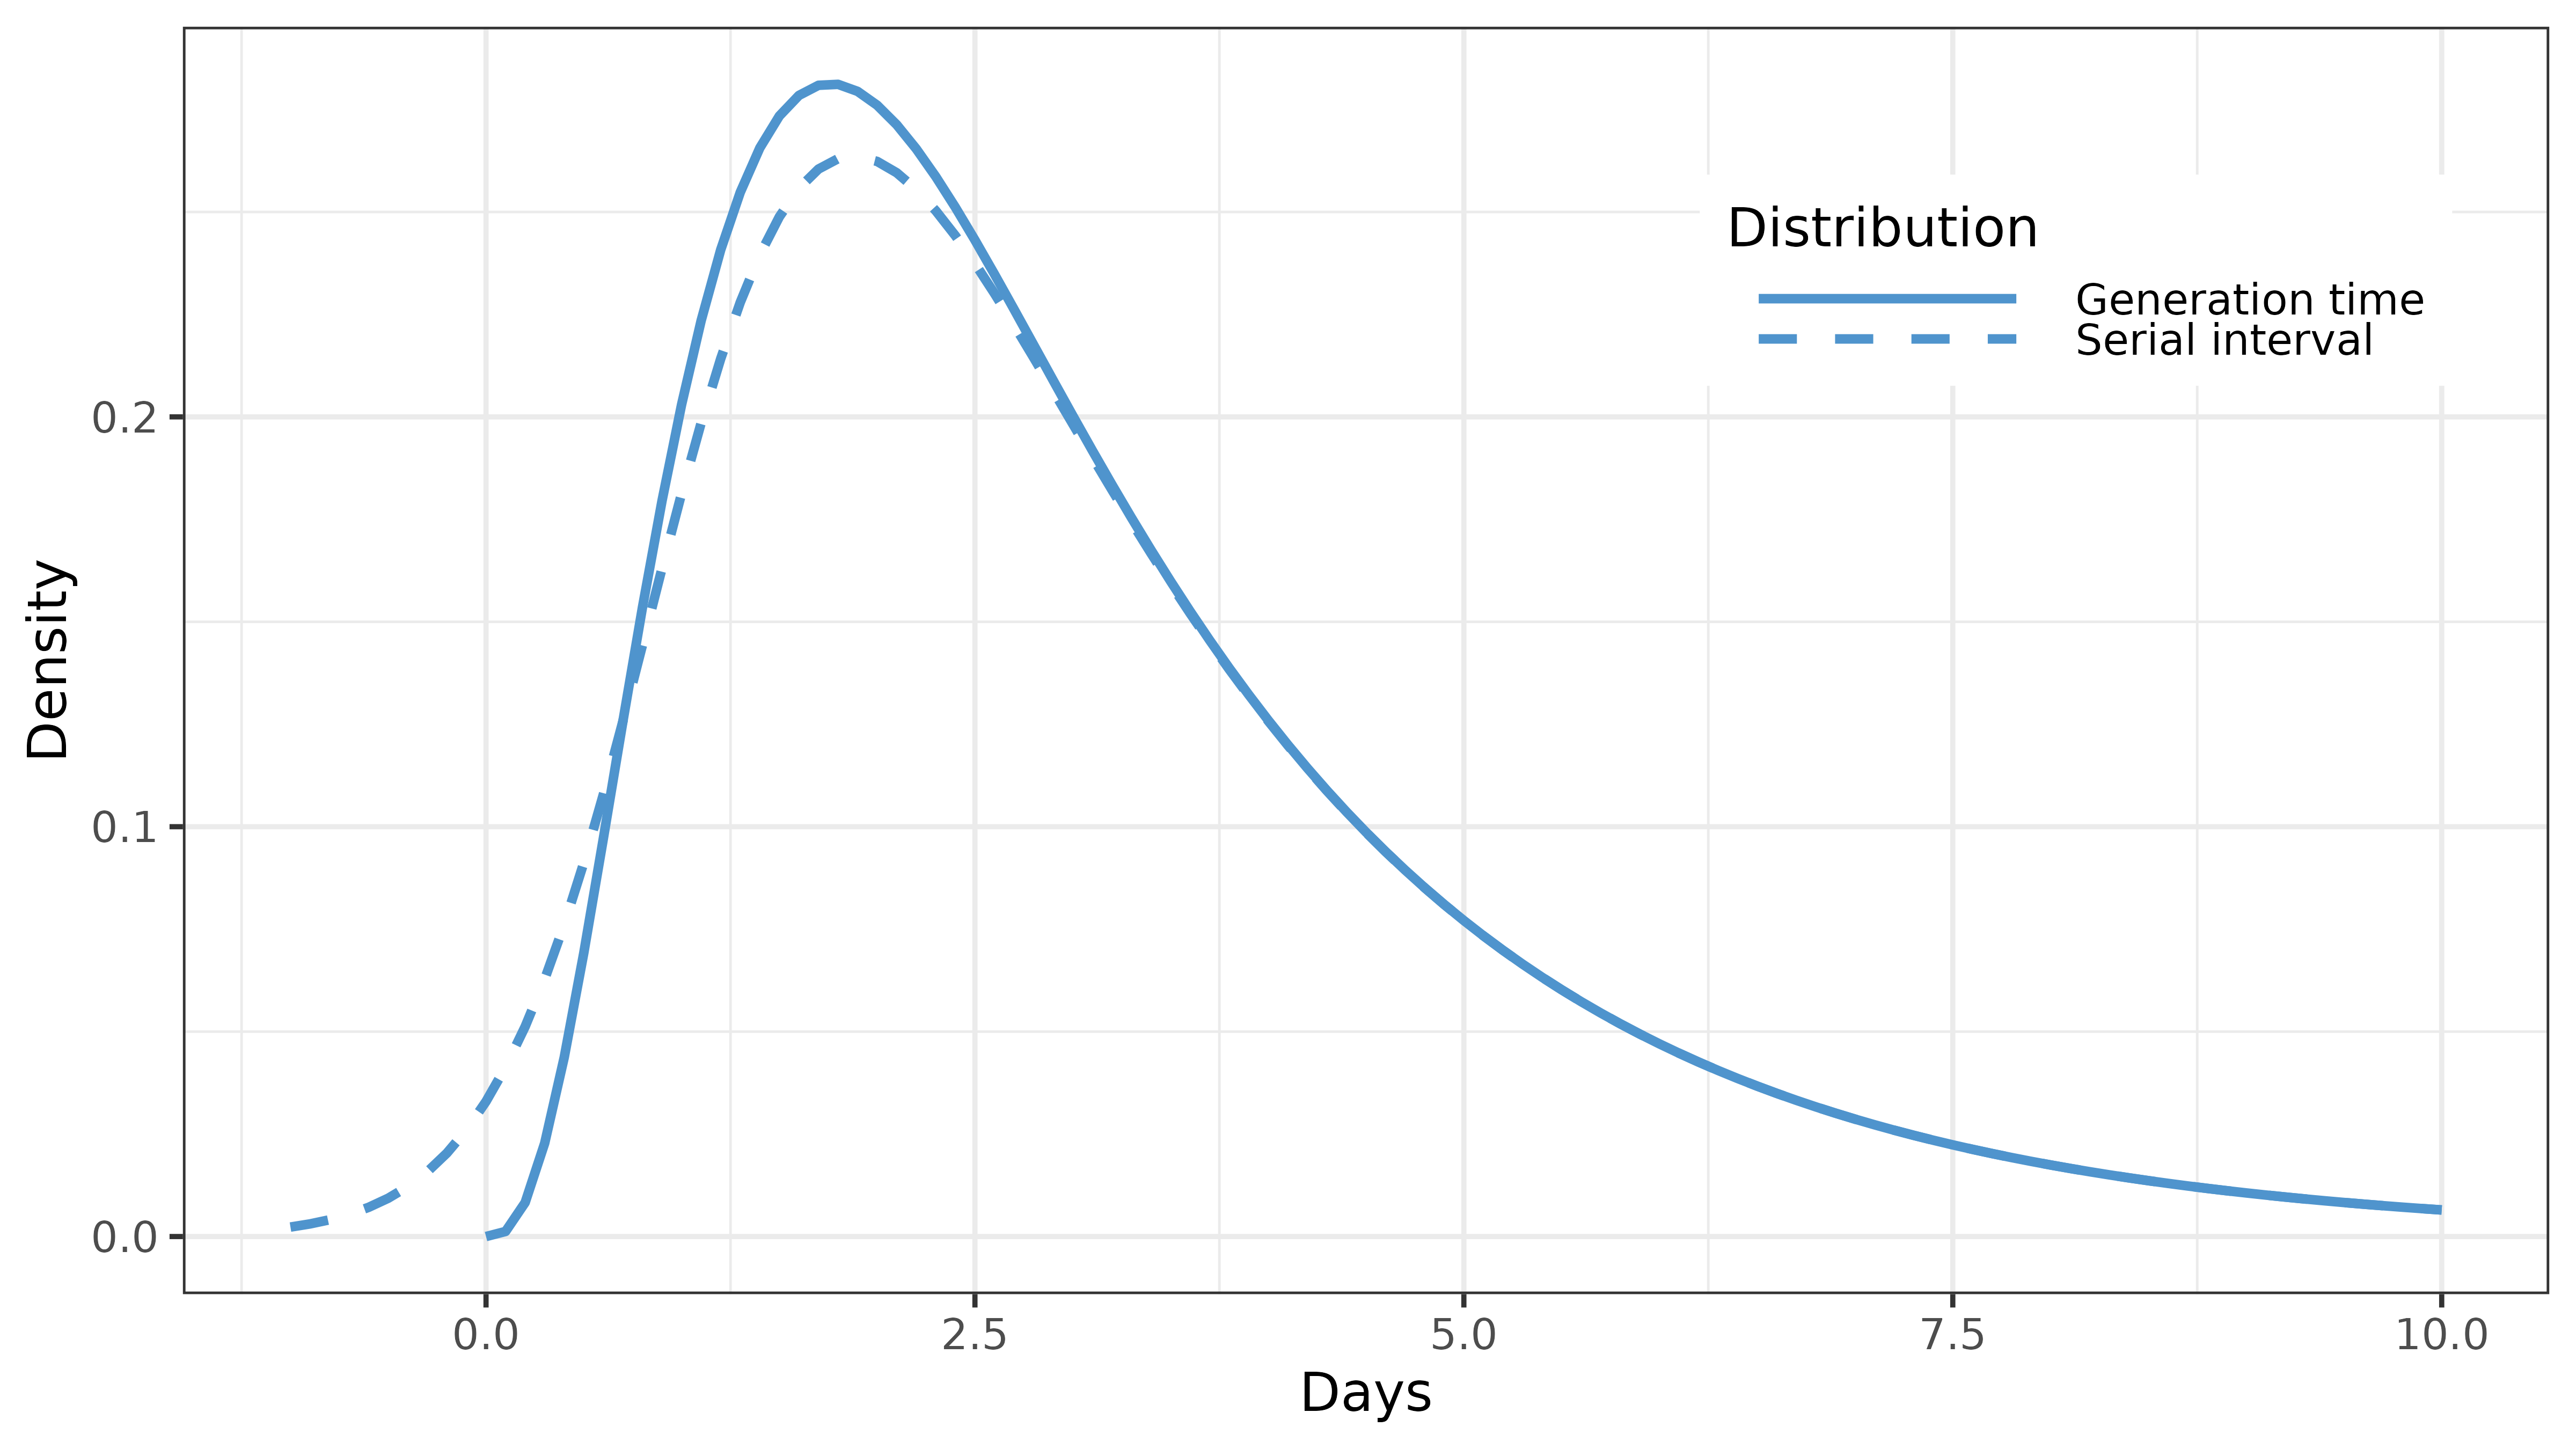 Distribution
Generation time
Serial interval
Density
0.2
0.1
0.0
0.0 2.5 5.0 7.5 10.0
Days